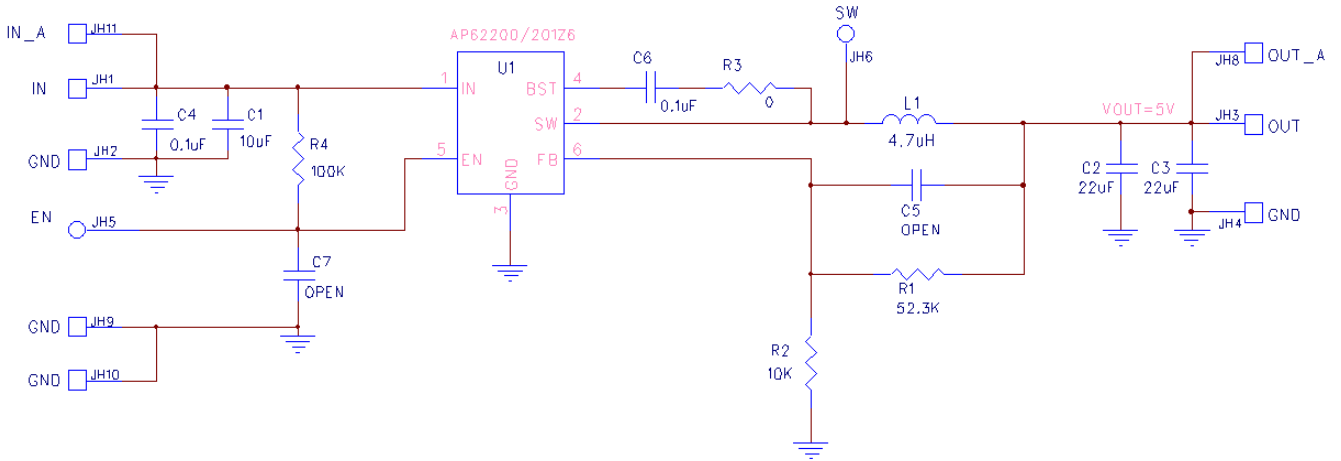 SW
IN_A JH11
AP62200/201Z6
JH6
JH8 OUT_A
IN JH1
1 IN
U1
BST 4
C6
0.1uF
R3
0
C4
0.1uF
C1
10uF
SW 2
L1
4.7uH
VOUT=5V
JH3 OUT
GND JH2
R4
100K
5 EN
FB 6
GND
3
C2
22uF
C3
22uF
C5
OPEN
JH4 GND
EN JH5
C7
OPEN
R1
52.3K
GND JH9
R2
10K
GND JH10